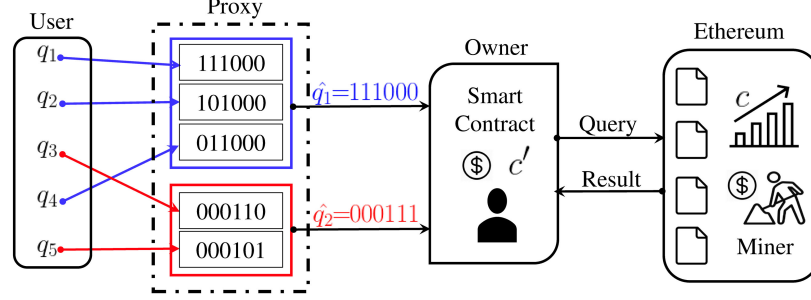 User
q1
q2
q3
q4
q5
Proxy
111000
101000
011000
000110
000101
q̂1=111000
q̂2=000111
Owner
Smart
Contract
$ c′
Query
Result
Ethereum
c
$
Miner